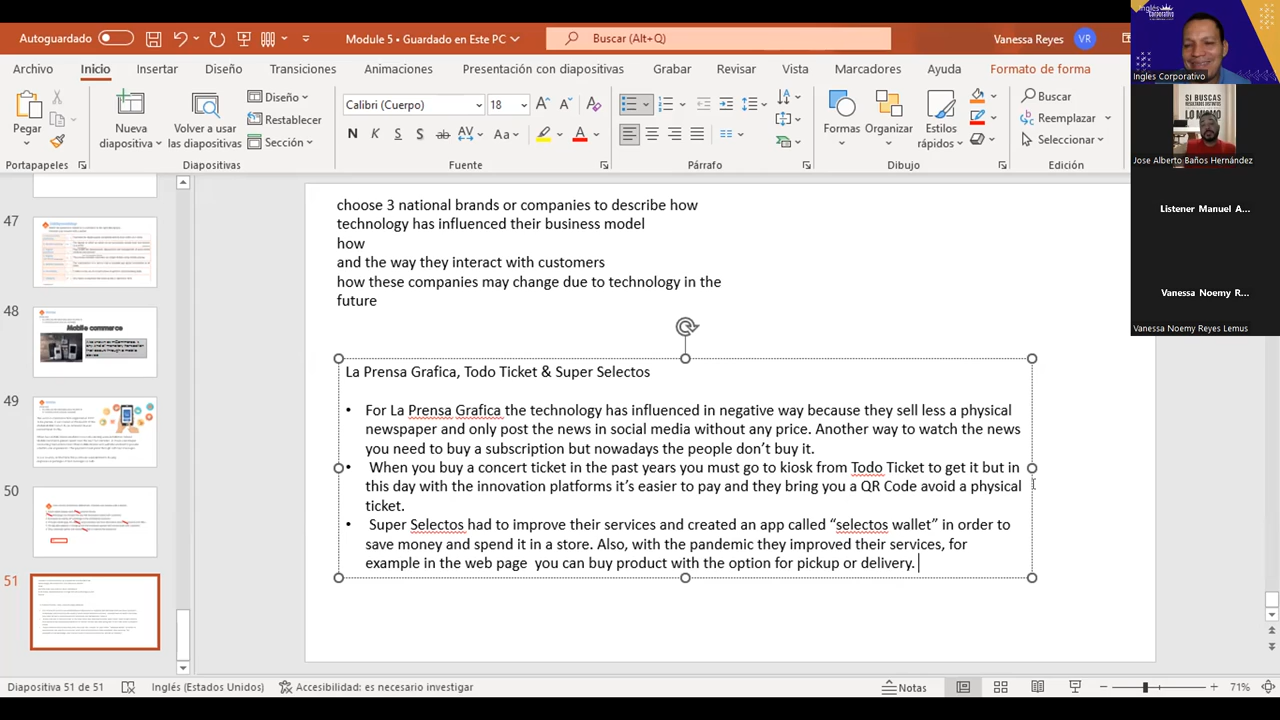 Autoguardado
Module 5 • Guardado en Este PC
Buscar (Alt+Q)
Vanessa Reyes
VR
Archivo
Inicio
Insertar
Diseño
Transiciones
Animaciones
Presentación con diapositivas
Grabar
Revisar
Vista
Marcadores
Ayuda
Formato de forma
Pegar
Nueva diapositiva
Volver a usar las diapositivas
Diseño
Restablecer
Sección
Calibri (Cuerpo)
18
N K S S ab AV Aa
Formas
Organizar
Estilos rápidos
Buscar
Reemplazar
Seleccionar
Portapapeles
Diapositivas
Fuente
Párrafo
Dibujo
Edición
Ingles Corporativo
SI BUSCAS
RESULTADOS DISTINTOS
LO MISMO
Jose Alberto Baños Hernández
Listener Manuel A...
Vanessa Noemy R...
Vanessa Noemy Reyes Lemus
47
48
Mobile commerce
49
50
51
choose 3 national brands or companies to describe how
technology has influenced their business model
how
and the way they interact with customers
how these companies may change due to technology in the
future
La Prensa Grafica, Todo Ticket & Super Selectos
• For La Prensa Grafica the technology has influenced in negative way because they sell less a physical
newspaper and only post the news in social media without any price. Another way to watch the news
you need to buy a subscription but nowadays the people don't buy it.
• When you buy a concert ticket in the past years you must go to kiosk from Todo Ticket to get it but in
this day with the innovation platforms it's easier to pay and they bring you a QR Code avoid a physical
ticket.
• Super Selectos had to improve their services and created an app called "selectos wallet" in order to
save money and spend it in a store. Also, with the pandemic they improved their services, for
example in the web page you can buy product with the option for pickup or delivery.
Diapositiva 51 de 51
Inglés (Estados Unidos)
Accesibilidad: es necesario investigar
Notas
71%